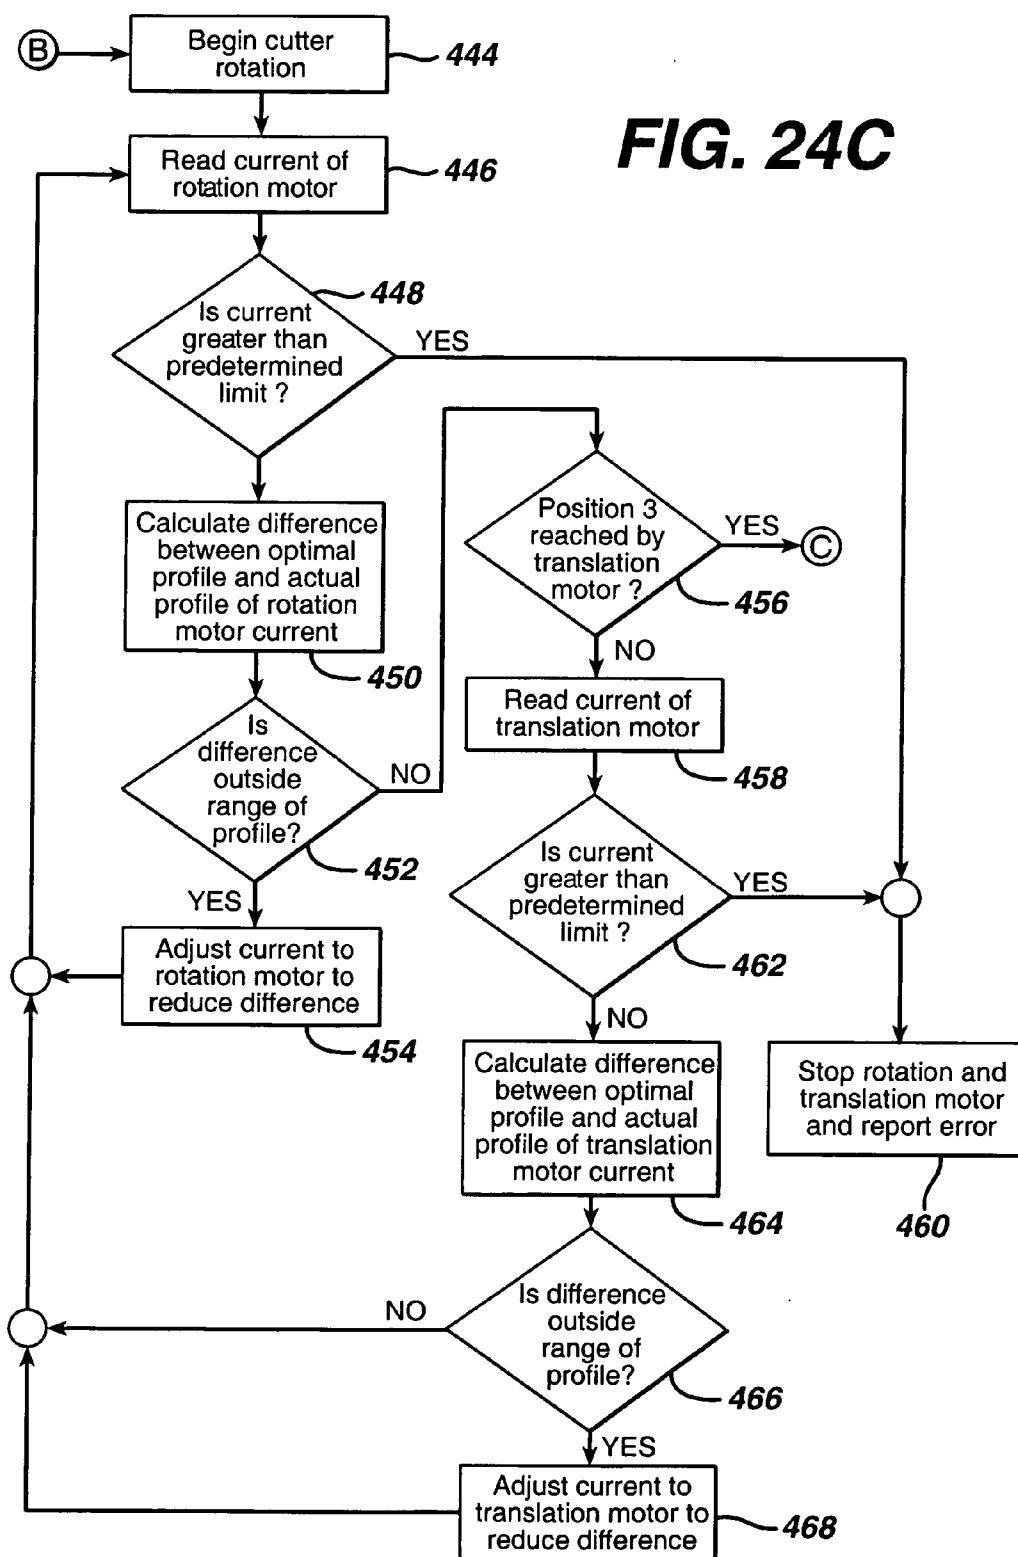 B
Begin cutter
rotation
444
FIG. 24C
Read current of
rotation motor
446
448
Is current
greater than
predetermined
limit ?
YES
Calculate difference
between optimal
profile and actual
profile of rotation
motor current
450
Is
difference
outside
range of
profile?
NO
452
YES
Adjust current to
rotation motor to
reduce difference
454
Position 3
reached by
translation
motor ?
YES
C
456
NO
Read current of
translation motor
458
Is current
greater than
predetermined
limit ?
YES
462
NO
Calculate difference
between optimal
profile and actual
profile of translation
motor current
464
Stop rotation and
translation motor
and report error
460
Is difference
outside
range of
profile?
NO
466
YES
Adjust current to
translation motor to
reduce difference
468